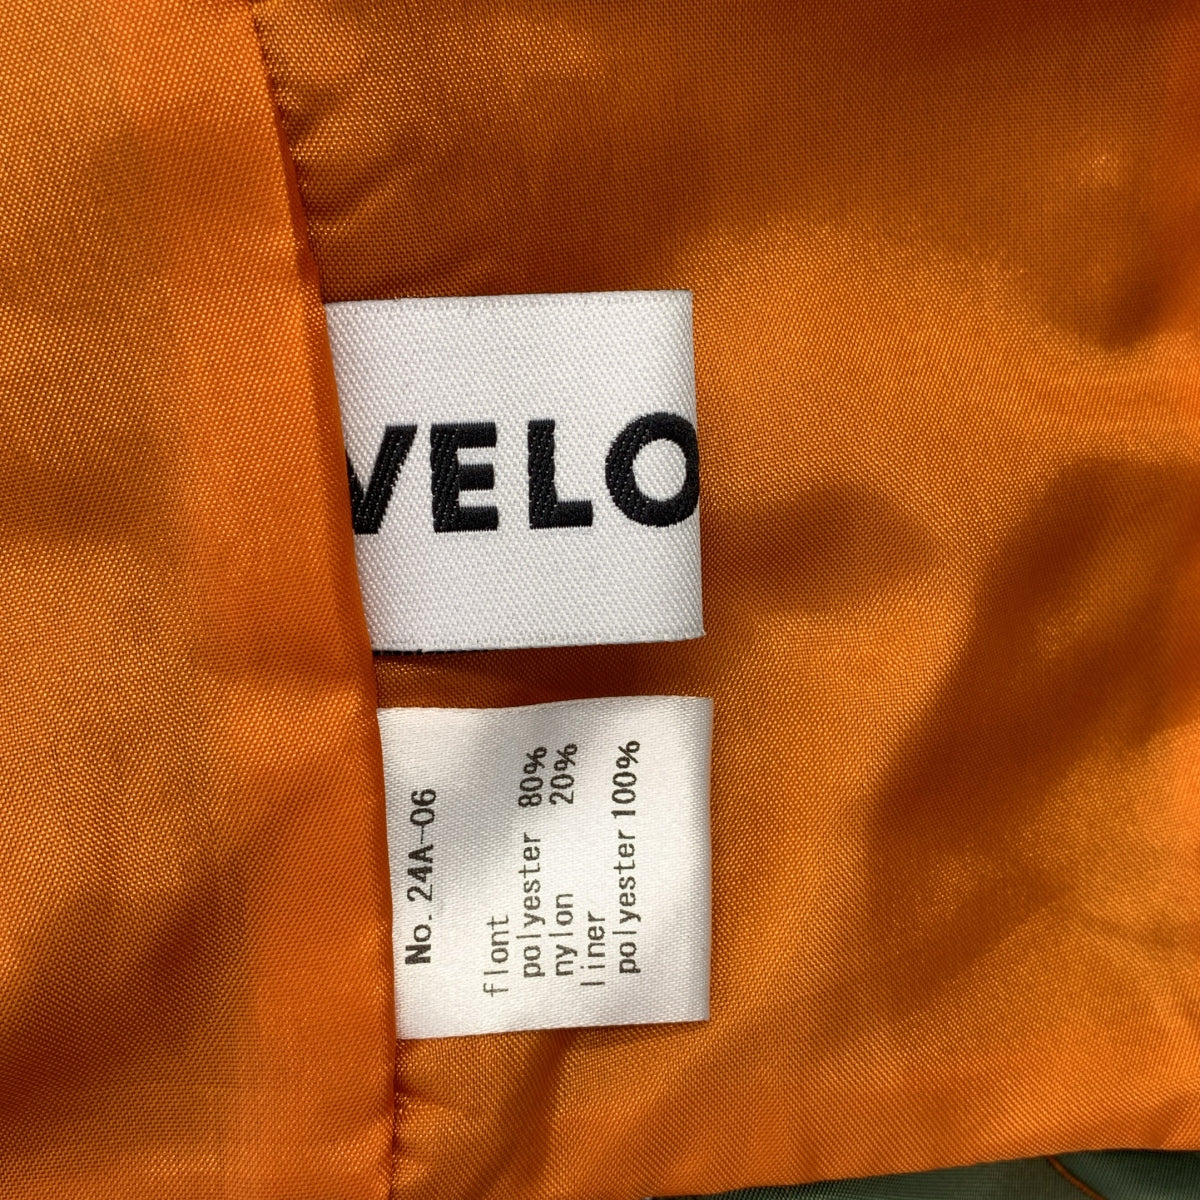 VELO
No. 24A-06
flont
polyester 80%
nylon 20%
liner
polyester 100%